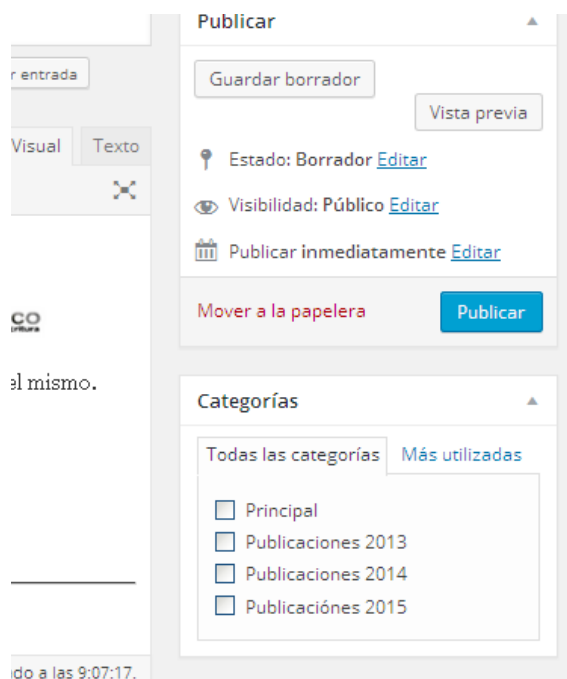 Publicar
r entrada
Guardar borrador
Vista previa
Visual Texto
Estado: Borrador Editar
Visibilidad: Público Editar
Publicar inmediatamente Editar
CO
Mover a la papelera Publicar
el mismo.
Categorías
Todas las categorías Más utilizadas
Principal
Publicaciones 2013
Publicaciones 2014
Publicaciónes 2015
do a las 9:07:17.